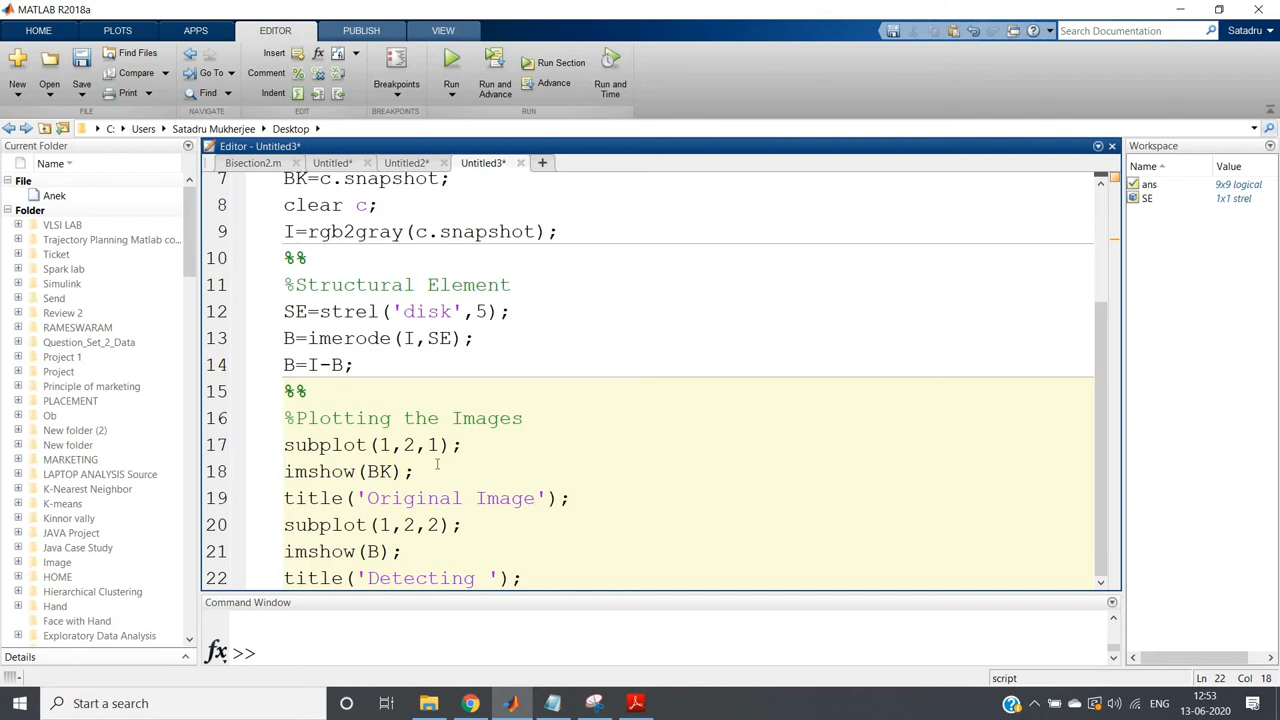 MATLAB R2018a
HOME PLOTS APPS EDITOR PUBLISH VIEW Search Documentation Satadru
New Open Save Find Files Compare Print FILE
Go To Find NAVIGATE
Insert Comment Indent EDIT
Breakpoints BREAKPOINTS
Run Run and Advance Run Section Advance Run and Time RUN
C: Users Satadru Mukherjee Desktop
Current Folder
Name
File
Anek
Folder
VLSI LAB
Trajectory Planning Matlab co...
Ticket
Spark lab
Simulink
Send
Review 2
RAMESWARAM
Question_Set_2_Data
Project 1
Project
Principle of marketing
PLACEMENT
Ob
New folder (2)
New folder
MARKETING
LAPTOP ANALYSIS Source
K-Nearest Neighbor
K-means
Kinnor vally
JAVA Project
Java Case Study
Image
HOME
Hierarchical Clustering
Hand
Face with Hand
Exploratory Data Analysis
Details
Editor - Untitled3*
Bisection2.m Untitled* Untitled2* Untitled3*
7 BK=c.snapshot;
8 clear c;
9 I=rgb2gray(c.snapshot);
10 %%
11 %Structural Element
12 SE=strel('disk',5);
13 B=imerode(I,SE);
14 B=I-B;
15 %%
16 %Plotting the Images
17 subplot(1,2,1);
18 imshow(BK);
19 title('Original Image');
20 subplot(1,2,2);
21 imshow(B);
22 title('Detecting ');
Command Window
fx >>
Workspace
Name Value
ans 9x9 logical
SE 1x1 strel
script Ln 22 Col 18
Start a search
ENG
12:53
13-06-2020